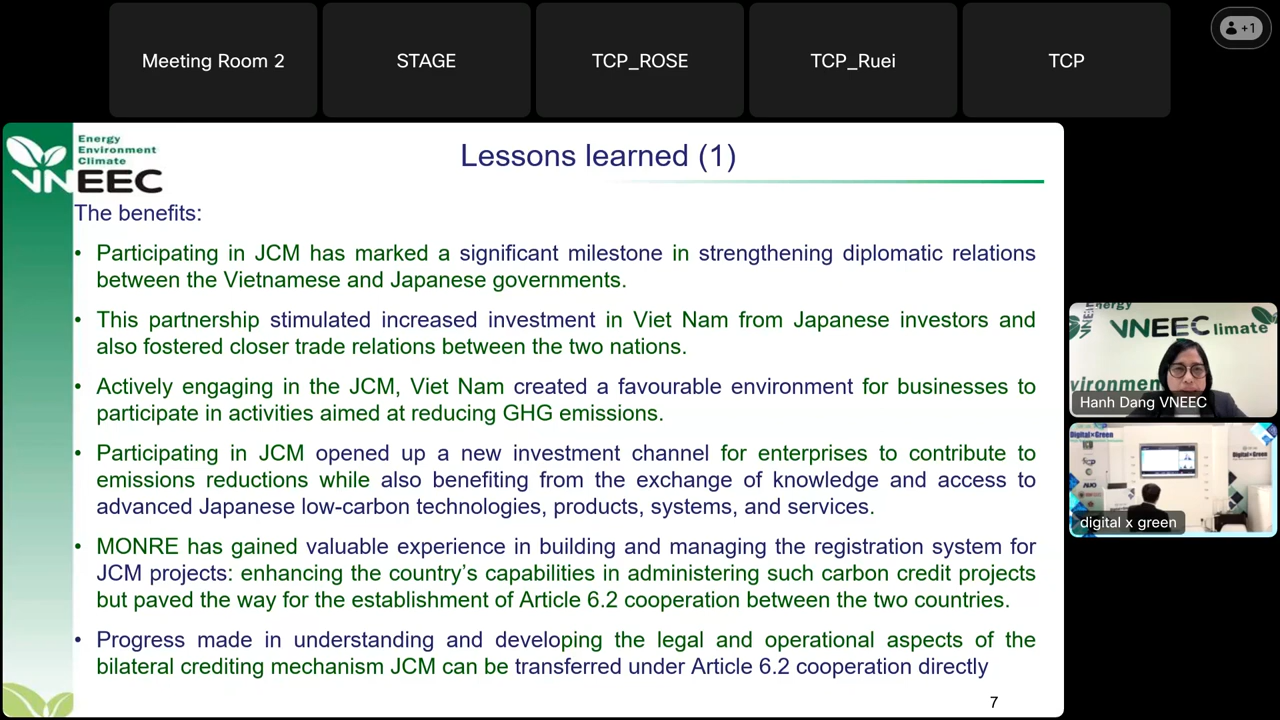 Meeting Room 2
STAGE
TCP_ROSE
TCP_Ruei
TCP
+1
Energy
Environment
Climate
VNEEC
Lessons learned (1)
The benefits:
• Participating in JCM has marked a significant milestone in strengthening diplomatic relations
between the Vietnamese and Japanese governments.
• This partnership stimulated increased investment in Viet Nam from Japanese investors and
also fostered closer trade relations between the two nations.
• Actively engaging in the JCM, Viet Nam created a favourable environment for businesses to
participate in activities aimed at reducing GHG emissions.
• Participating in JCM opened up a new investment channel for enterprises to contribute to
emissions reductions while also benefiting from the exchange of knowledge and access to
advanced Japanese low-carbon technologies, products, systems, and services.
• MONRE has gained valuable experience in building and managing the registration system for
JCM projects: enhancing the country's capabilities in administering such carbon credit projects
but paved the way for the establishment of Article 6.2 cooperation between the two countries.
• Progress made in understanding and developing the legal and operational aspects of the
bilateral crediting mechanism JCM can be transferred under Article 6.2 cooperation directly
7
Energy
VNEEC limate
vironmen
Hanh Dang VNEEC
Digital×Green
Digital×Green
digital x green